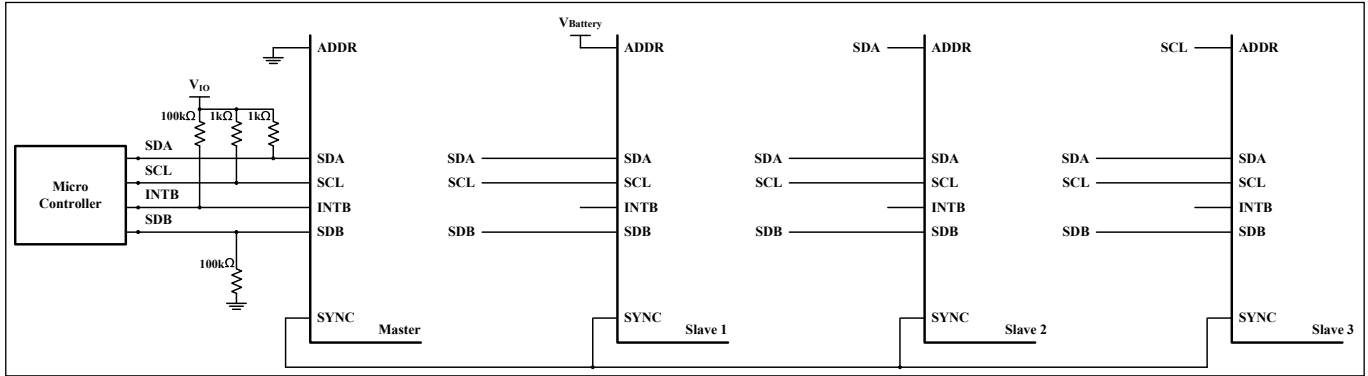 V_Battery
ADDR
ADDR
SDA
ADDR
SCL
ADDR
V_IO
100kΩ
1kΩ
1kΩ
SDA
SDA
SDA
SDA
SDA
SDA
SDA
SDA
SCL
SCL
SCL
SCL
SCL
SCL
SCL
SCL
Micro
Controller
INTB
INTB
INTB
INTB
INTB
SDB
SDB
SDB
SDB
SDB
SDB
SDB
SDB
100kΩ
SYNC
SYNC
SYNC
SYNC
Master
Slave 1
Slave 2
Slave 3